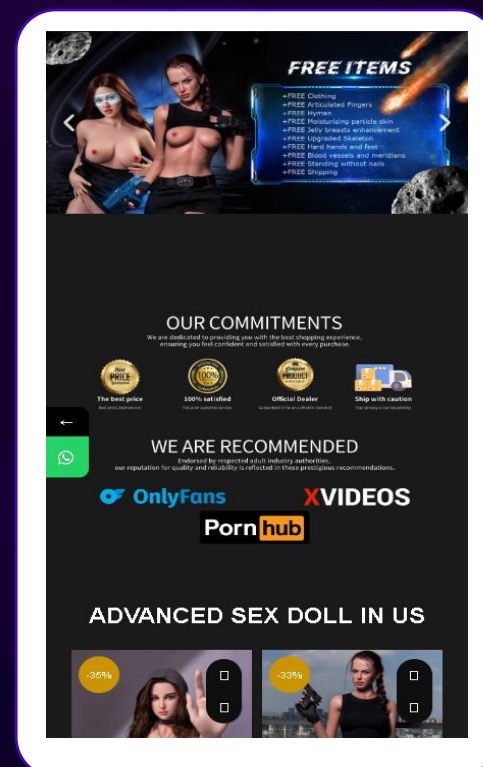 FREE ITEMS
+FREE Clothing
+FREE Articulated Fingers
+FREE Hymen
+FREE Moisturizing particle skin
+FREE Jelly breasts enhancement
+FREE Upgraded Skeleton
+FREE Hard hands and feet
+FREE Blood vessels and meridians
+FREE Standing without nails
+FREE Shipping
OUR COMMITMENTS
We are dedicated to providing you with the best shopping experience,
ensuring you feel confident and satisfied with every purchase.
PRICE
100%
PRODUCT
The best price
100% satisfied
Official Dealer
Ship with caution
←
WE ARE RECOMMENDED
Endorsed by respected adult industry authorities.
our reputation for quality and reliability is reflected in these prestigious recommendations.
OnlyFans
XVIDEOS
Pornhub
ADVANCED SEX DOLL IN US
-35%
-33%